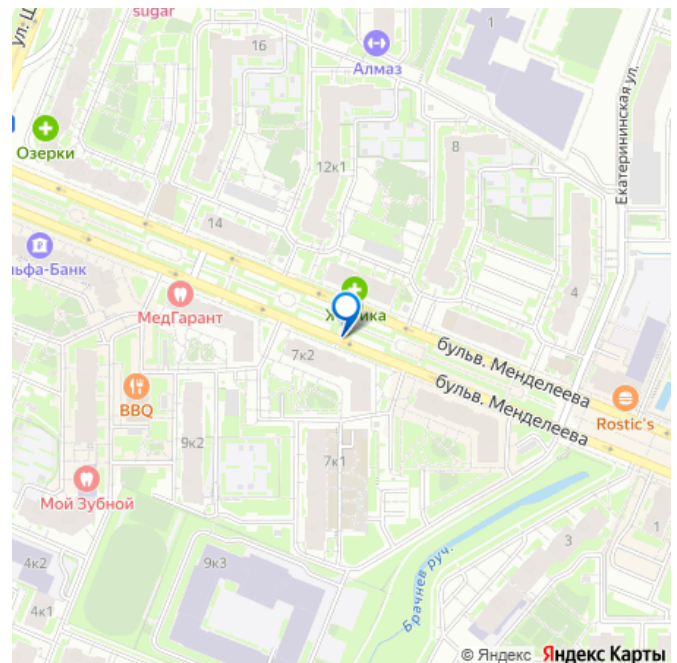 sugar
ул. Ш
16
Алмаз
1
Озерки
12к1
8
Екатерининская ул.
14
льфа-Банк
МедГарант
4
Х
ика
7к2
бульв. Менделеева
бульв. Менделеева
BBQ
Rostic's
9к2
7к1
Мой Зубной
1
3
4к2
9к3
Брачнев руч.
4к1
© Яндекс Яндекс Карты